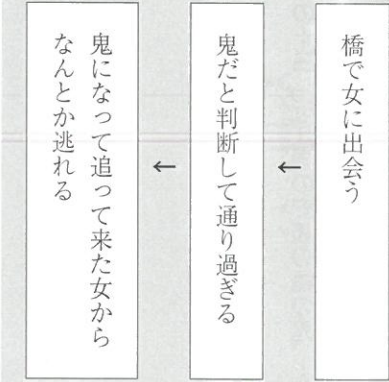 橋で女に出会う
←
鬼だと判断して通り過ぎる
←
鬼になって追って来た女から
なんとか逃れる